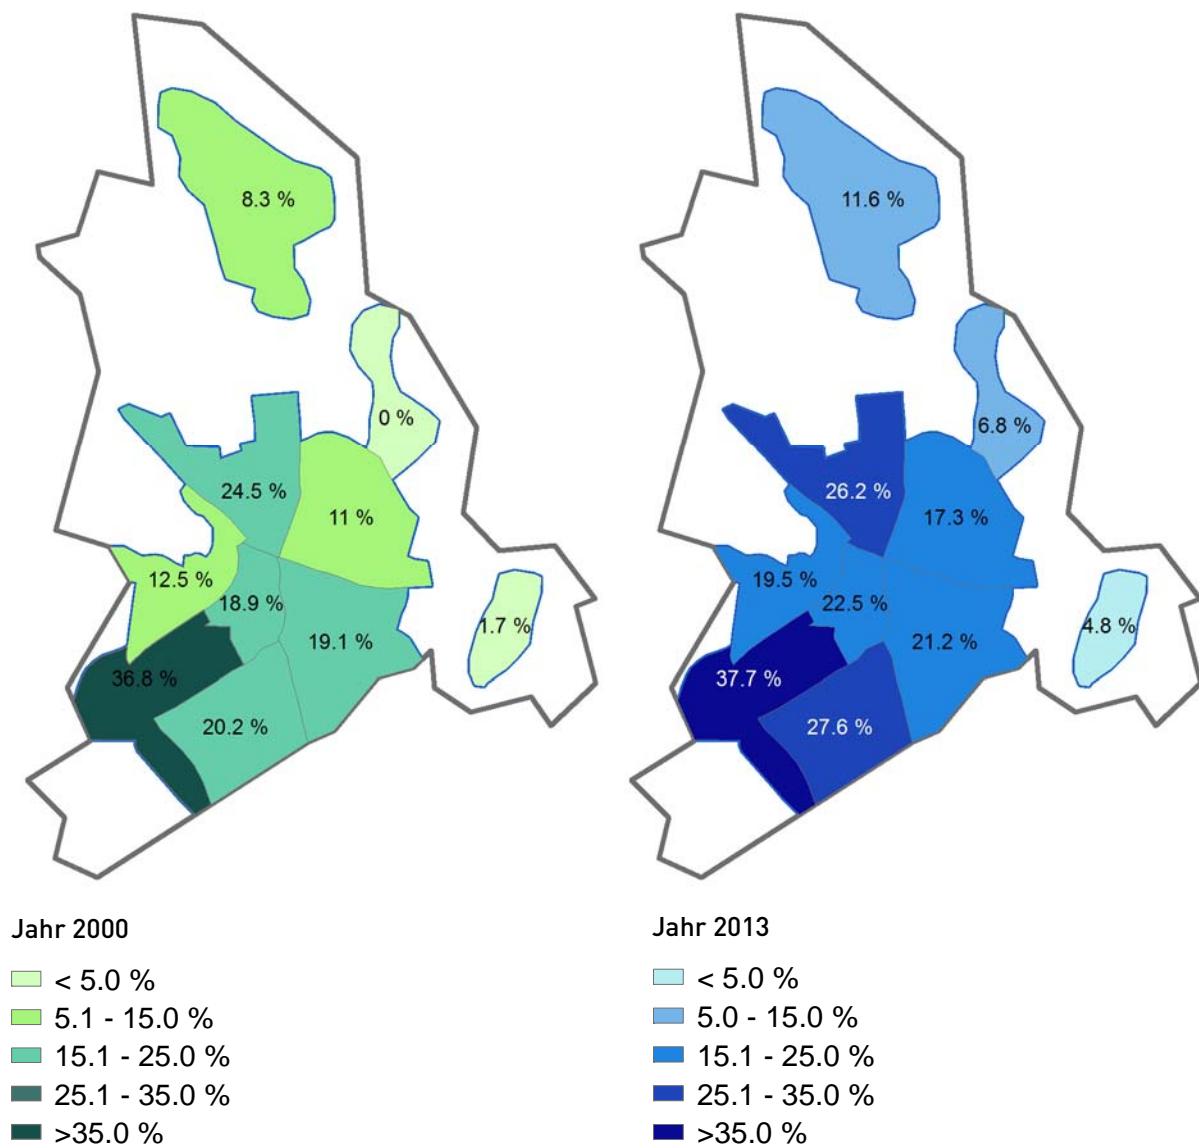 8.3 %
0 %
24.5 %
11 %
12.5 %
18.9 %
19.1 %
1.7 %
36.8 %
20.2 %
11.6 %
6.8 %
26.2 %
17.3 %
19.5 %
22.5 %
21.2 %
4.8 %
37.7 %
27.6 %
Jahr 2000
< 5.0 %
5.1 - 15.0 %
15.1 - 25.0 %
25.1 - 35.0 %
>35.0 %
Jahr 2013
< 5.0 %
5.0 - 15.0 %
15.1 - 25.0 %
25.1 - 35.0 %
>35.0 %